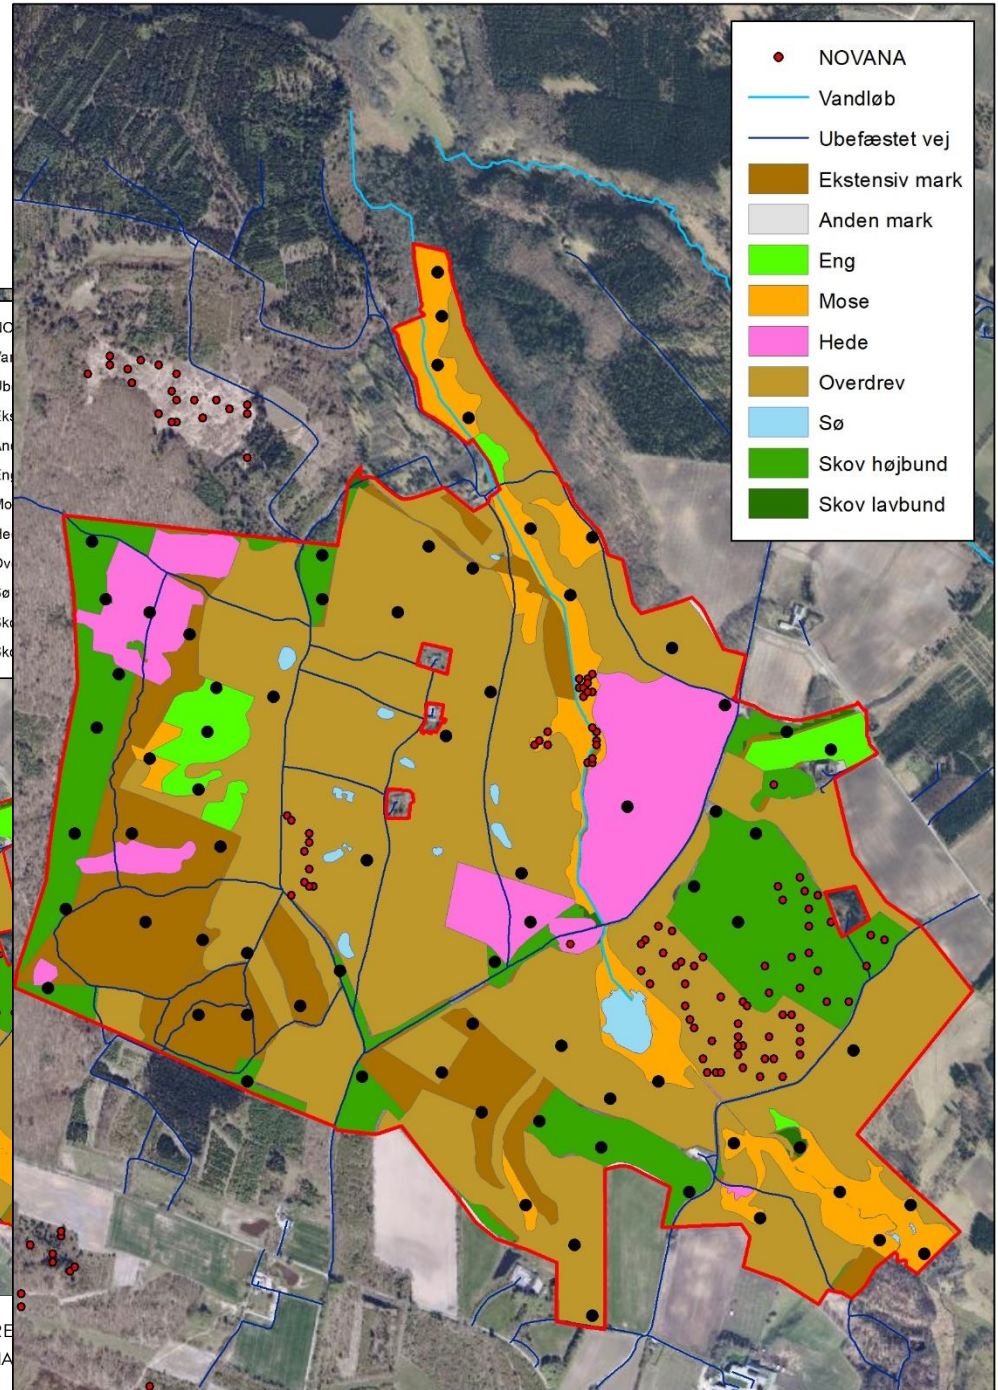 NOVANA
Vandløb
Ubefæstet vej
Ekstensiv mark
Anden mark
Eng
Mose
Hede
Overdrev
Sø
Skov højbund
Skov lavbund